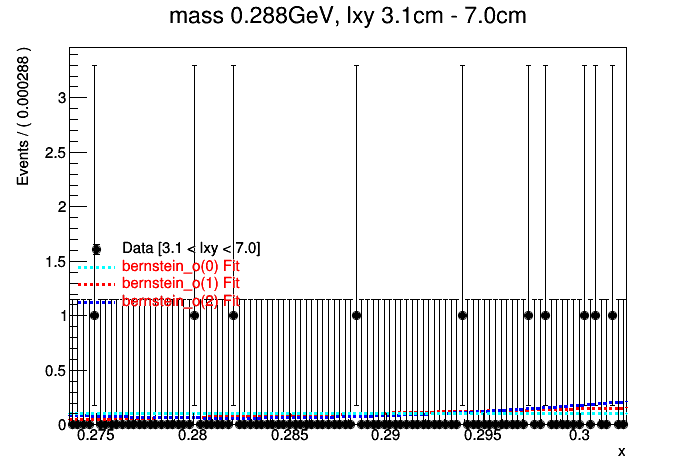 mass 0.288GeV, lxy 3.1cm - 7.0cm
Events / ( 0.000288 )
3
2.5
2
Data [3.1 < lxy < 7.0]
1.5
bernstein_o(0) Fit
bernstein_o(1) Fit
bernstein_o(2) Fit
1
0.5
0
0.275 0.28 0.285 0.29 0.295 0.3
x